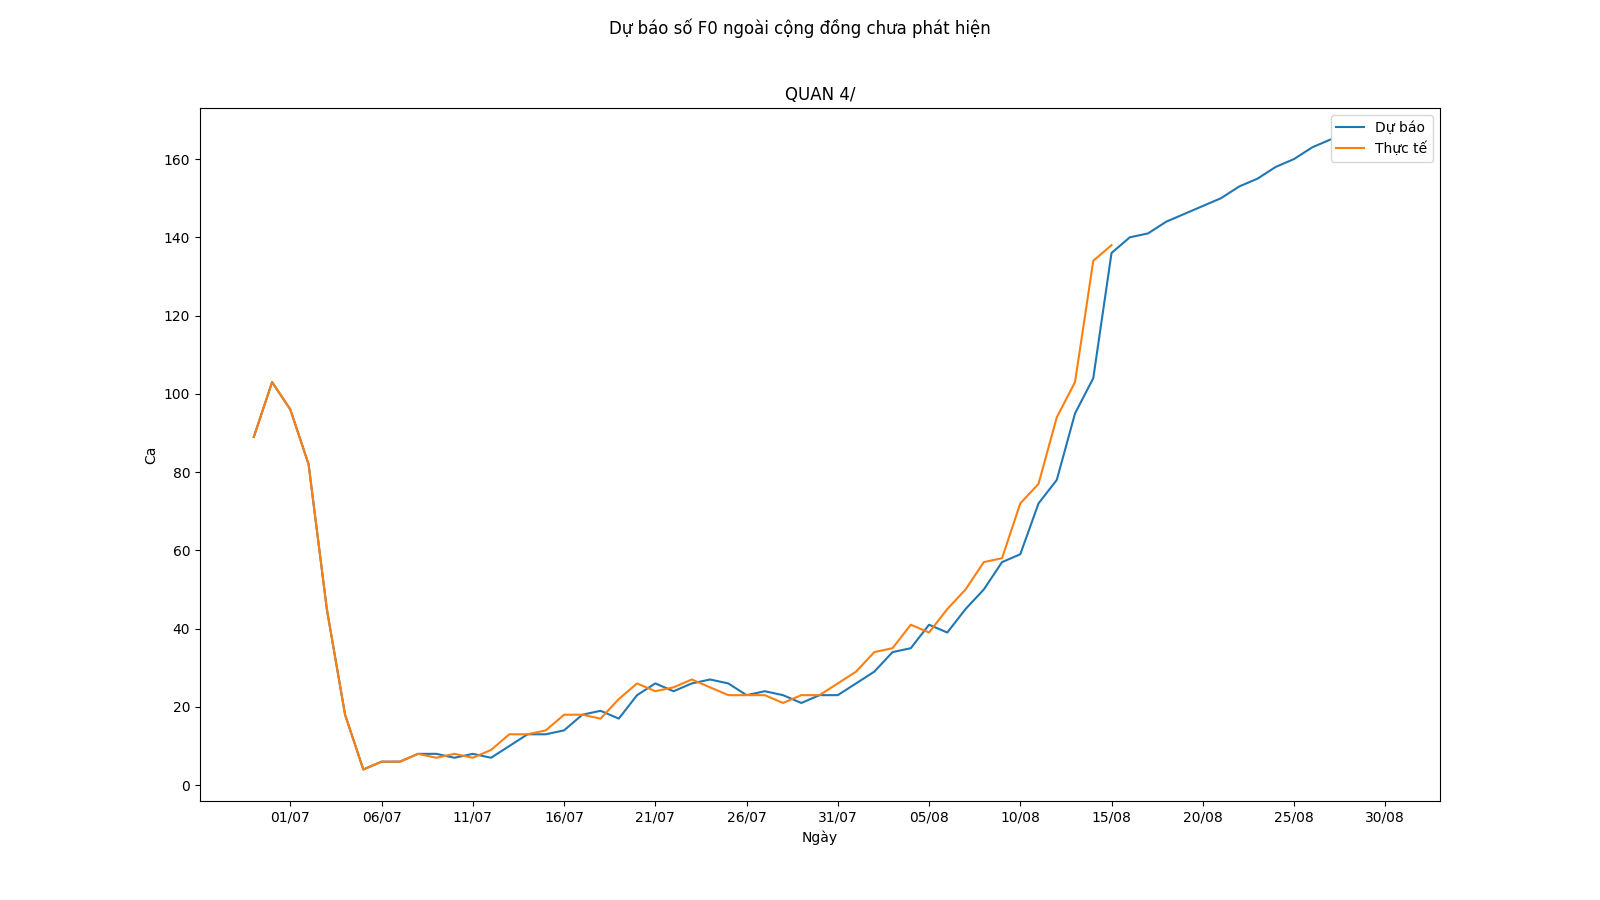 Dự báo số F0 ngoài cộng đồng chưa phát hiện
QUAN 4/
Dự báo
Thực tế
160
140
120
100
80
60
40
20
0
Ca
01/07 06/07 11/07 16/07 21/07 26/07 31/07 05/08 10/08 15/08 20/08 25/08 30/08
Ngày